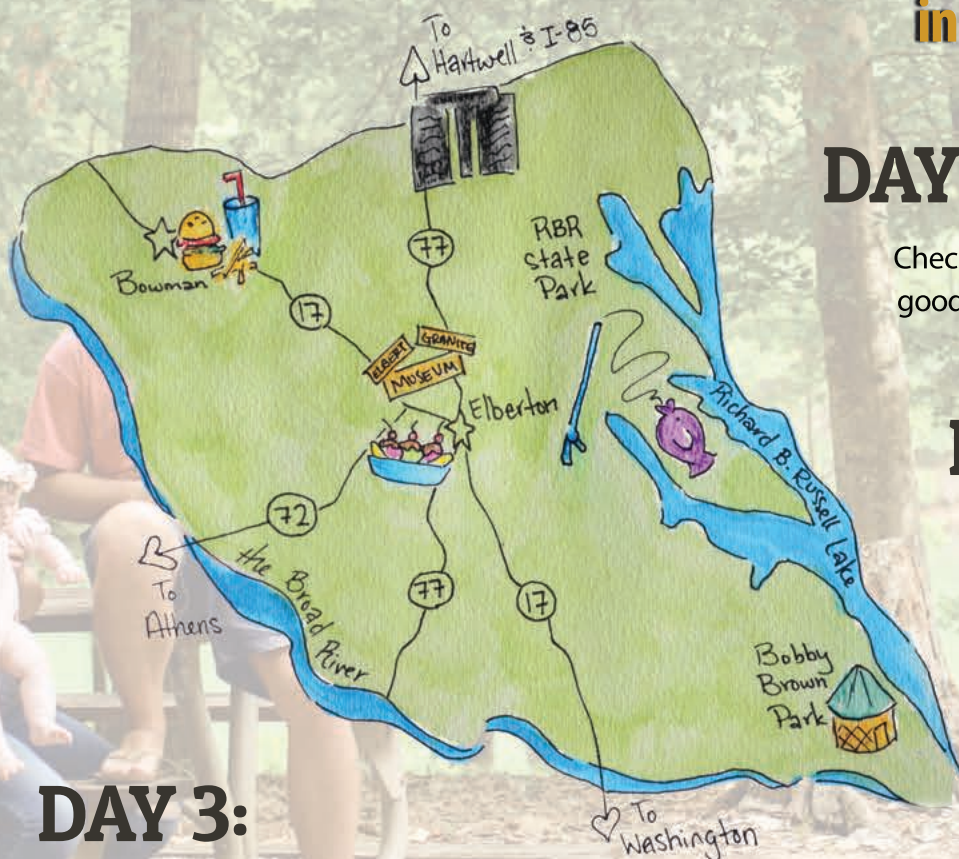 in
To
Hartwell & I-85
DAY
Chec
good
77
RBR
state
Park
Bowman
17
ELBERT
GRANITE
MUSEUM
Elberton
Richard B. Russell Lake
72
To
Athens
the Broad River
77
17
Bobby
Brown
Park
DAY 3:
To
Washington